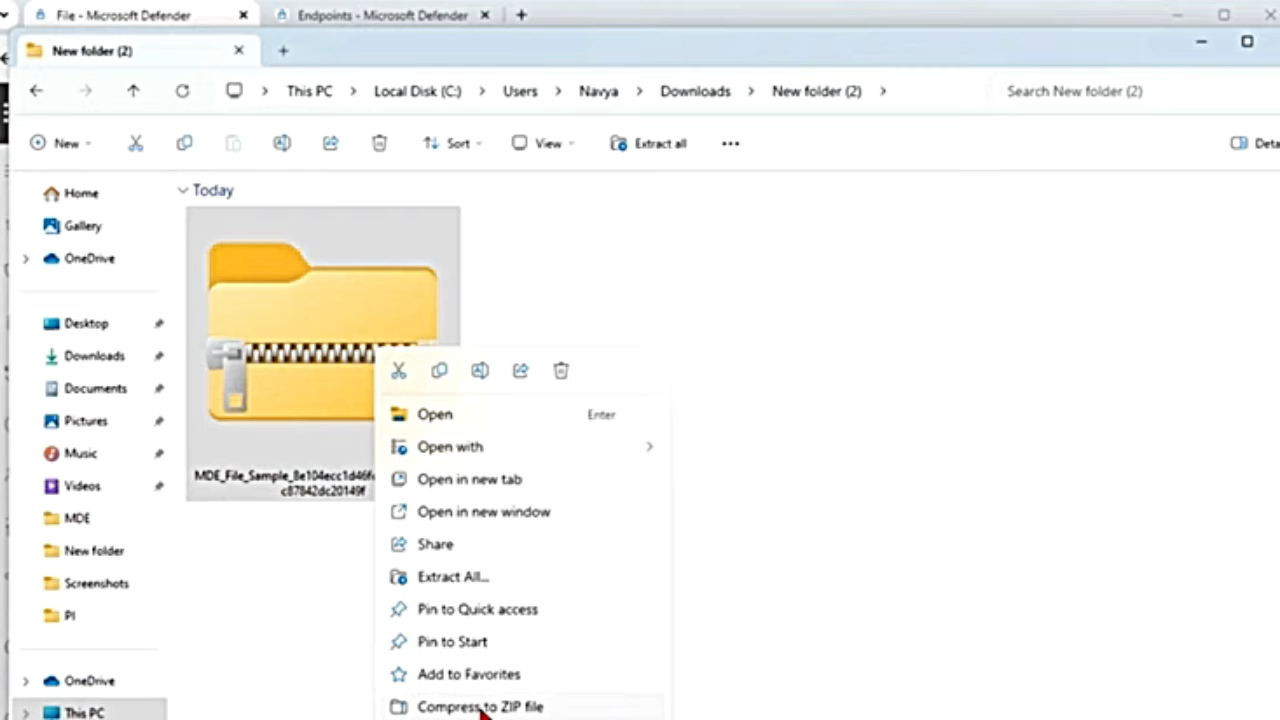 File - Microsoft Defender
Endpoints - Microsoft Defender
New folder (2)
This PC > Local Disk (C:) > Users > Navya > Downloads > New folder (2) >
Search New folder (2)
New
Sort
View
Extract all
Deta
Home
Gallery
OneDrive
Desktop
Downloads
Documents
Pictures
Music
Videos
MDE
New folder
Screenshots
PI
OneDrive
This PC
Today
c87842dc20149f
Open Enter
Open with
Open in new tab
Open in new window
Share
Extract All...
Pin to Quick access
Pin to Start
Add to Favorites
Compress to ZIP file